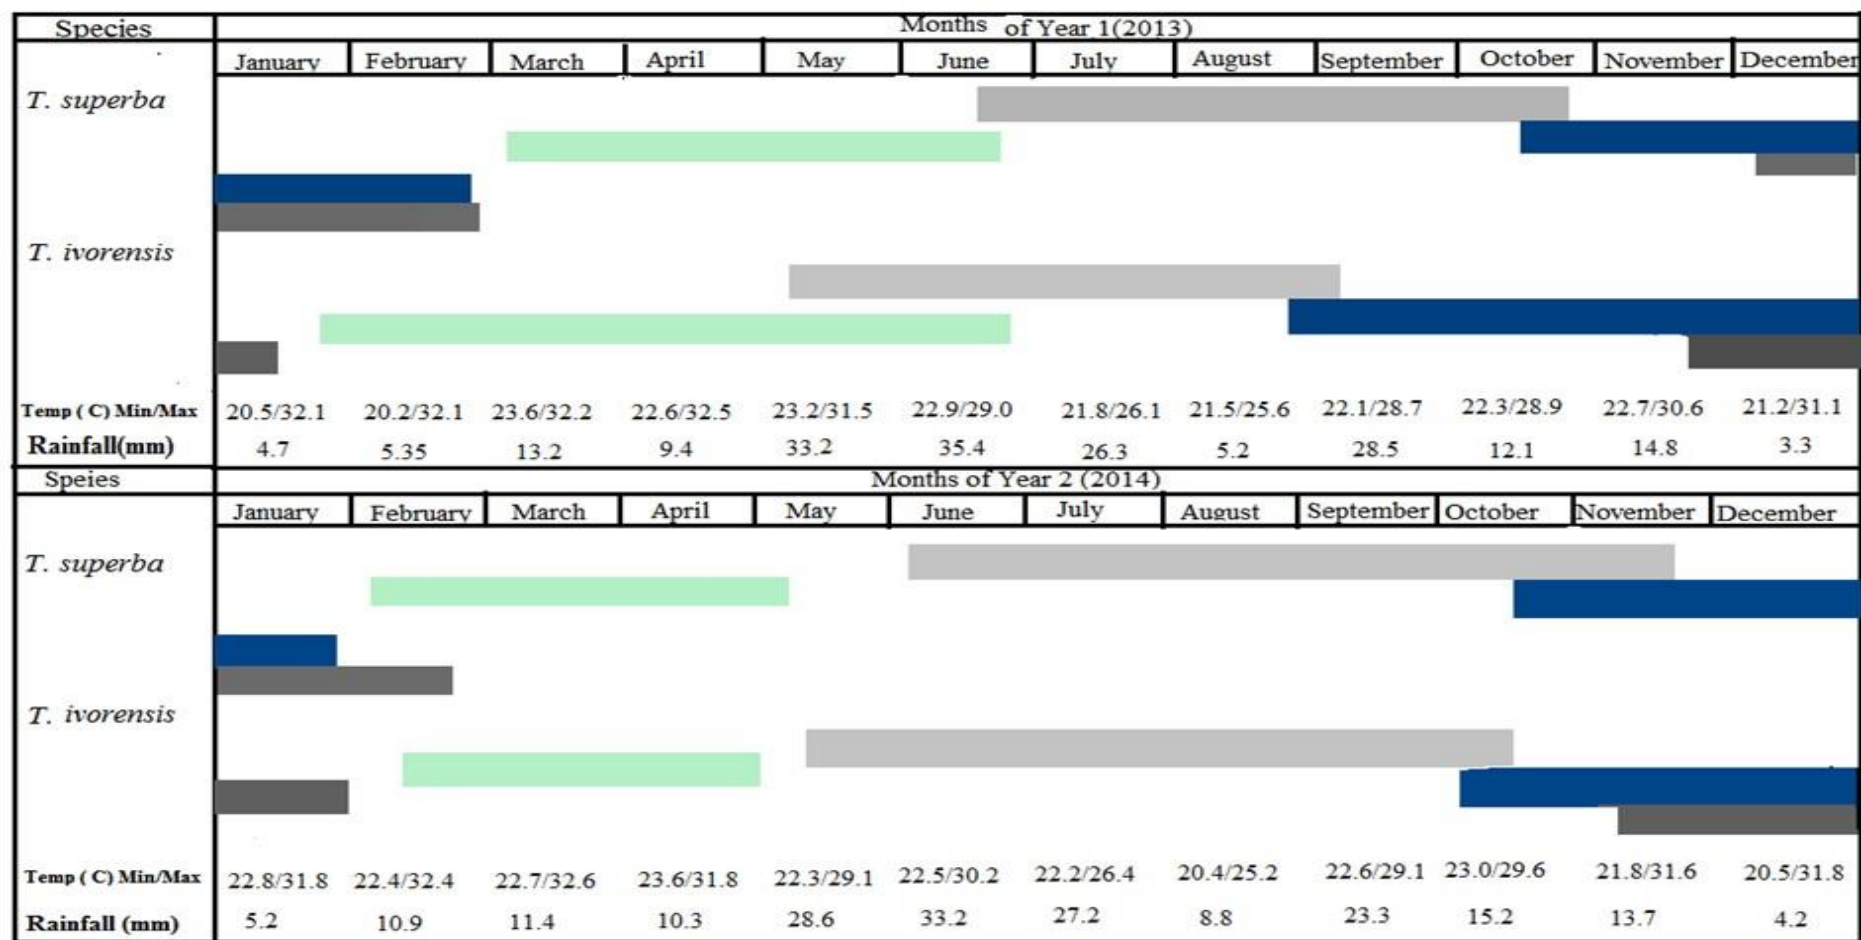 Species Months of Year 1(2013)
January February March April May June July August September October November December
T. superba
T. ivorensis
Temp ( C) Min/Max 20.5/32.1 20.2/32.1 23.6/32.2 22.6/32.5 23.2/31.5 22.9/29.0 21.8/26.1 21.5/25.6 22.1/28.7 22.3/28.9 22.7/30.6 21.2/31.1
Rainfall(mm) 4.7 5.35 13.2 9.4 33.2 35.4 26.3 5.2 28.5 12.1 14.8 3.3
Speies Months of Year 2 (2014)
January February March April May June July August September October November December
T. superba
T. ivorensis
Temp ( C) Min/Max 22.8/31.8 22.4/32.4 22.7/32.6 23.6/31.8 22.3/29.1 22.5/30.2 22.2/26.4 20.4/25.2 22.6/29.1 23.0/29.6 21.8/31.6 20.5/31.8
Rainfall (mm) 5.2 10.9 11.4 10.3 28.6 33.2 27.2 8.8 23.3 15.2 13.7 4.2